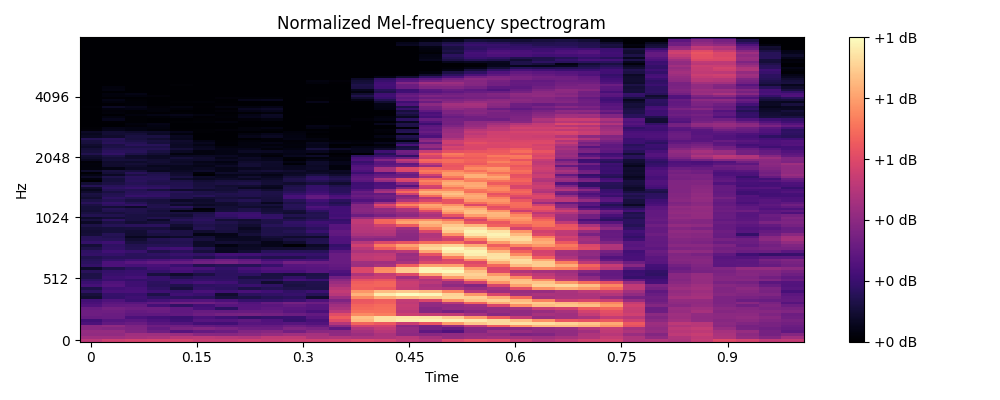 Normalized Mel-frequency spectrogram
Hz
4096
2048
1024
512
0
0 0.15 0.3 0.45 0.6 0.75 0.9
Time
+1 dB
+1 dB
+1 dB
+0 dB
+0 dB
+0 dB